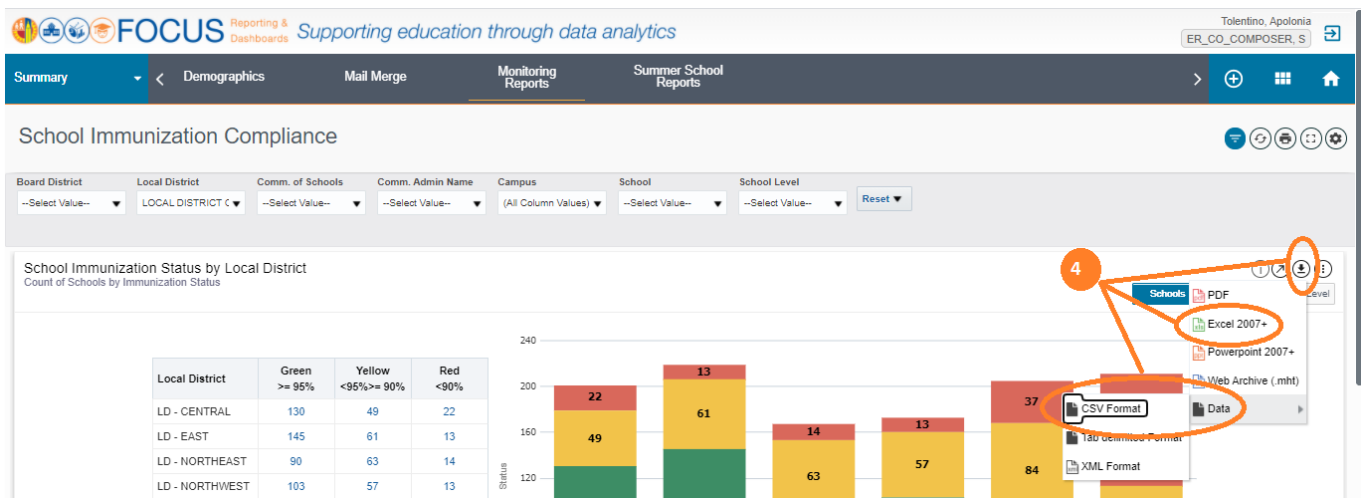 FOCUS Reporting & Dashboards Supporting education through data analytics
Tolentino, Apolonia
ER_CO_COMPOSER, S
Summary Demographics Mail Merge Monitoring Reports Summer School Reports
School Immunization Compliance
Board District Local District Comm. of Schools Comm. Admin Name Campus School School Level
--Select Value-- LOCAL DISTRICT C --Select Value-- --Select Value-- (All Column Values) --Select Value-- --Select Value-- Reset
School Immunization Status by Local District
Count of Schools by Immunization Status
4
Schools
PDF
Excel 2007+
Powerpoint 2007+
Web Archive (.mht)
Data
CSV Format
Tab delimited Format
XML Format
Level
Local District Green >= 95% Yellow <95%>= 90% Red <90%
LD - CENTRAL 130 49 22
LD - EAST 145 61 13
LD - NORTHEAST 90 63 14
LD - NORTHWEST 103 57 13
Status
240
200
160
120
22
49
13
61
14
63
13
57
37
84